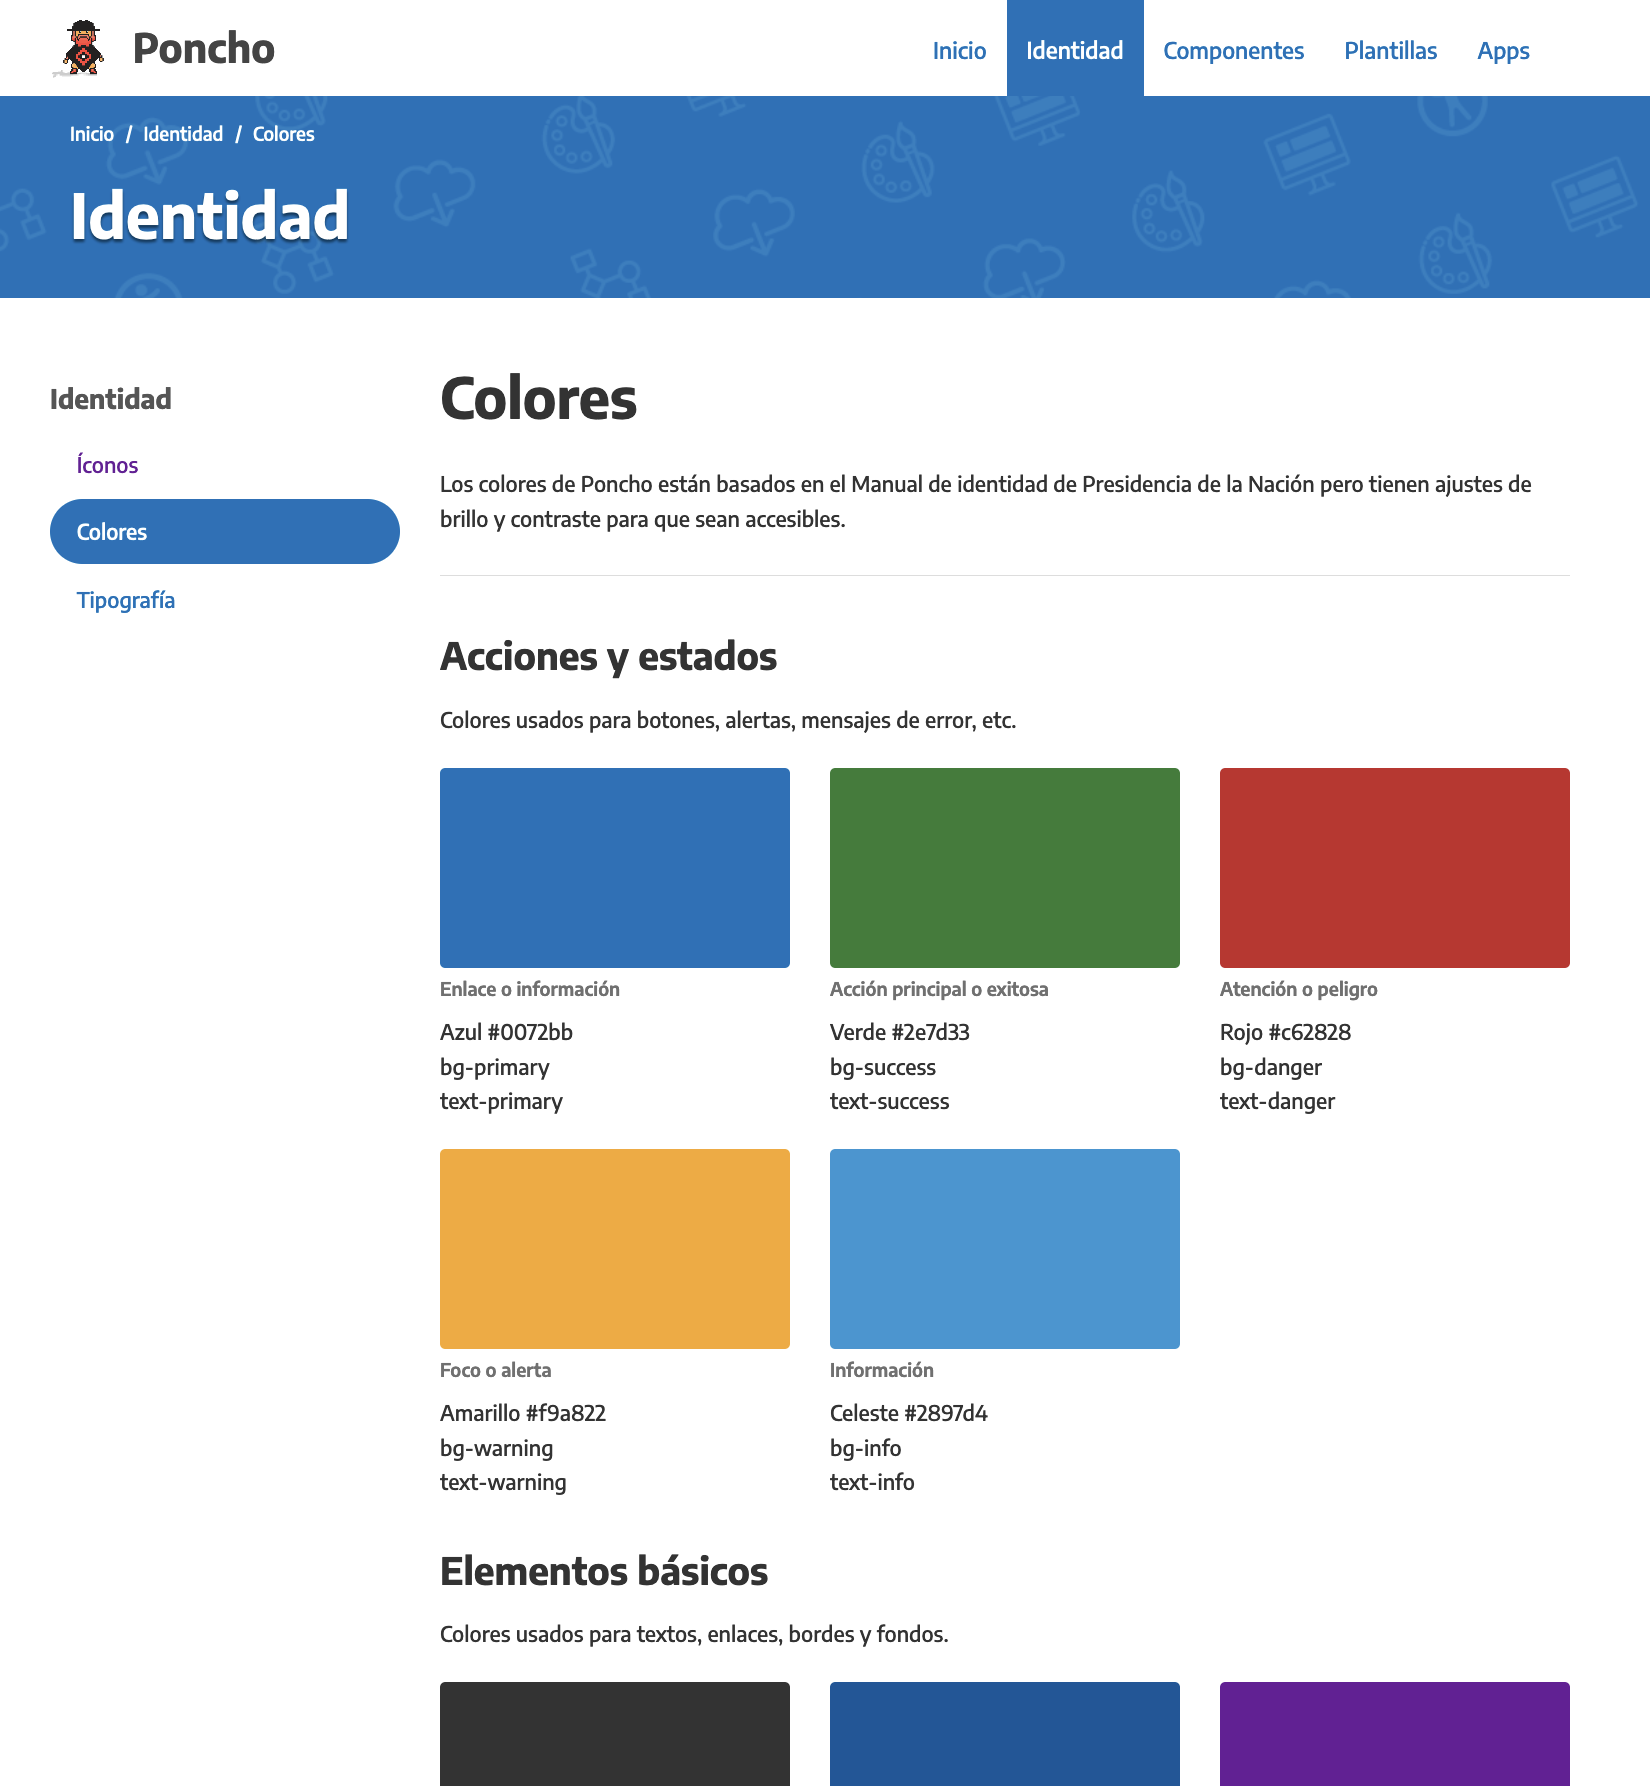 Poncho
Inicio
Identidad
Componentes
Plantillas
Apps
Inicio / Identidad / Colores
Identidad
Identidad
Íconos
Colores
Tipografía
Colores
Los colores de Poncho están basados en el Manual de identidad de Presidencia de la Nación pero tienen ajustes de
brillo y contraste para que sean accesibles.
Acciones y estados
Colores usados para botones, alertas, mensajes de error, etc.
Enlace o información
Azul #0072bb
bg-primary
text-primary
Acción principal o exitosa
Verde #2e7d33
bg-success
text-success
Atención o peligro
Rojo #c62828
bg-danger
text-danger
Foco o alerta
Amarillo #f9a822
bg-warning
text-warning
Información
Celeste #2897d4
bg-info
text-info
Elementos básicos
Colores usados para textos, enlaces, bordes y fondos.